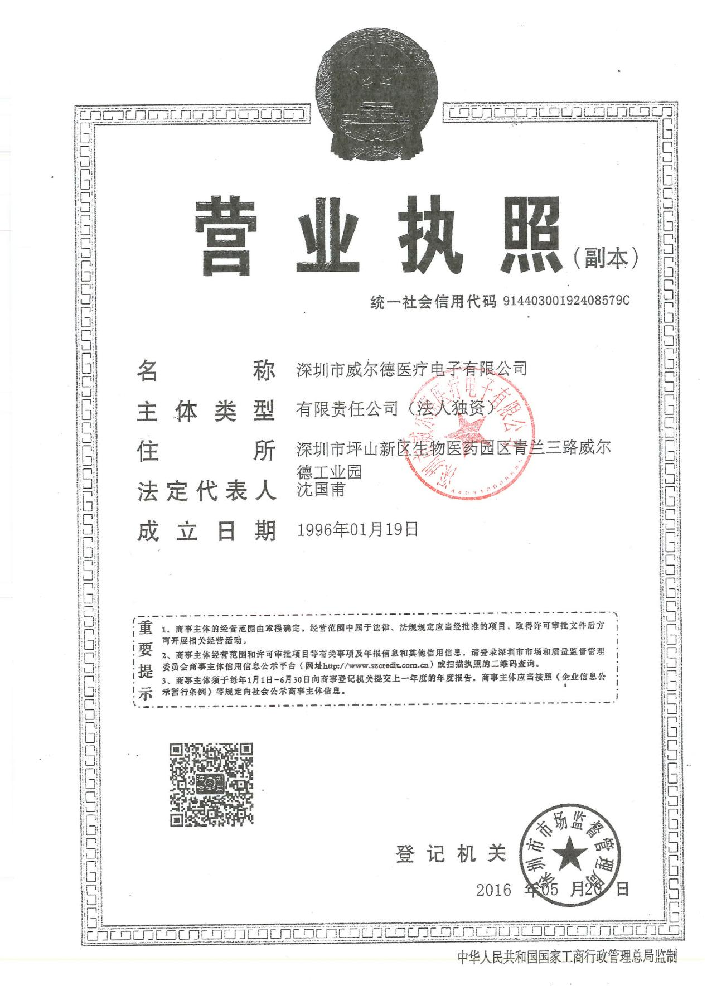 营业执照（副本）
统一社会信用代码 91440300192408579C
名称 深圳市威尔德医疗电子有限公司
主体类型 有限责任公司（法人独资）
住所 深圳市坪山新区生物医药园区青兰三路威尔
德工业园
法定代表人 沈国甫
成立日期 1996年01月19日
重要提示
1、商事主体的经营范围由章程确定。经营范围中属于法律、法规规定应当经批准的项目，取得许可审批文件后方
可开展相关经营活动。
2、商事主体经营范围和许可审批项目等有关事项及年报信息和其他信用信息，请登录深圳市市场和质量监督管理
委员会商事主体信用信息公示平台（网址http://www.szcredit.com.cn）或扫描执照的二维码查询。
3、商事主体须于每年1月1日-6月30日向商事登记机关提交上一年度的年度报告。商事主体应当按照《企业信息公
示暂行条例》等规定向社会公示商事主体信息。
深圳市威尔德医疗电子有限公司
登记机关
深圳市市场监督管理局
2016 年05 月20 日
中华人民共和国国家工商行政管理总局监制